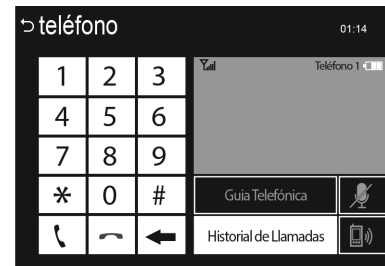 teléfono 01:14
1 2 3 Teléfono 1
4 5 6
7 8 9
* 0 # Guia Telefónica
Historial de Llamadas